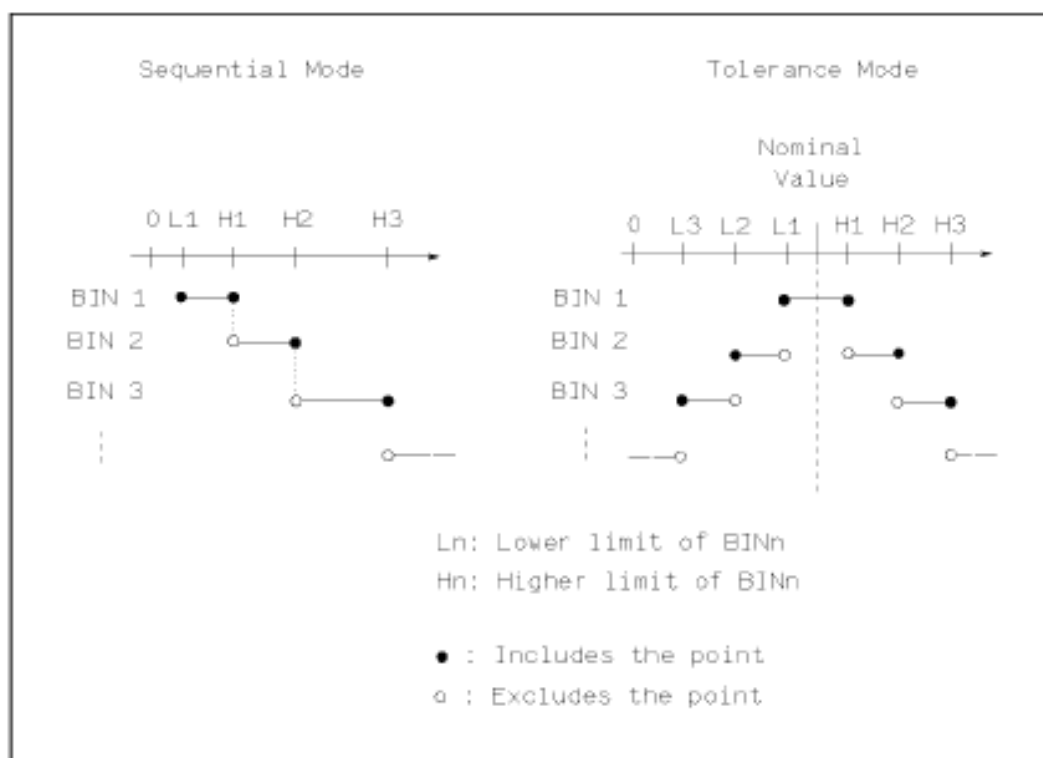 Sequential Mode
Tolerance Mode
Nominal
Value
0 L1 H1 H2 H3
0 L3 L2 L1 H1 H2 H3
BIN 1
BIN 2
BIN 3
BIN 1
BIN 2
BIN 3
Ln: Lower limit of BINn
Hn: Higher limit of BINn
: Includes the point
: Excludes the point